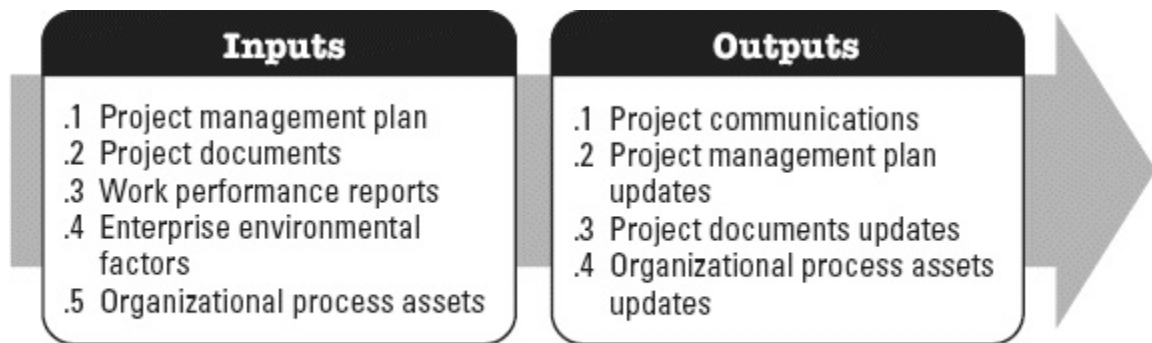 Inputs
.1 Project management plan
.2 Project documents
.3 Work performance reports
.4 Enterprise environmental
factors
.5 Organizational process assets
Outputs
.1 Project communications
.2 Project management plan
updates
.3 Project documents updates
.4 Organizational process assets
updates